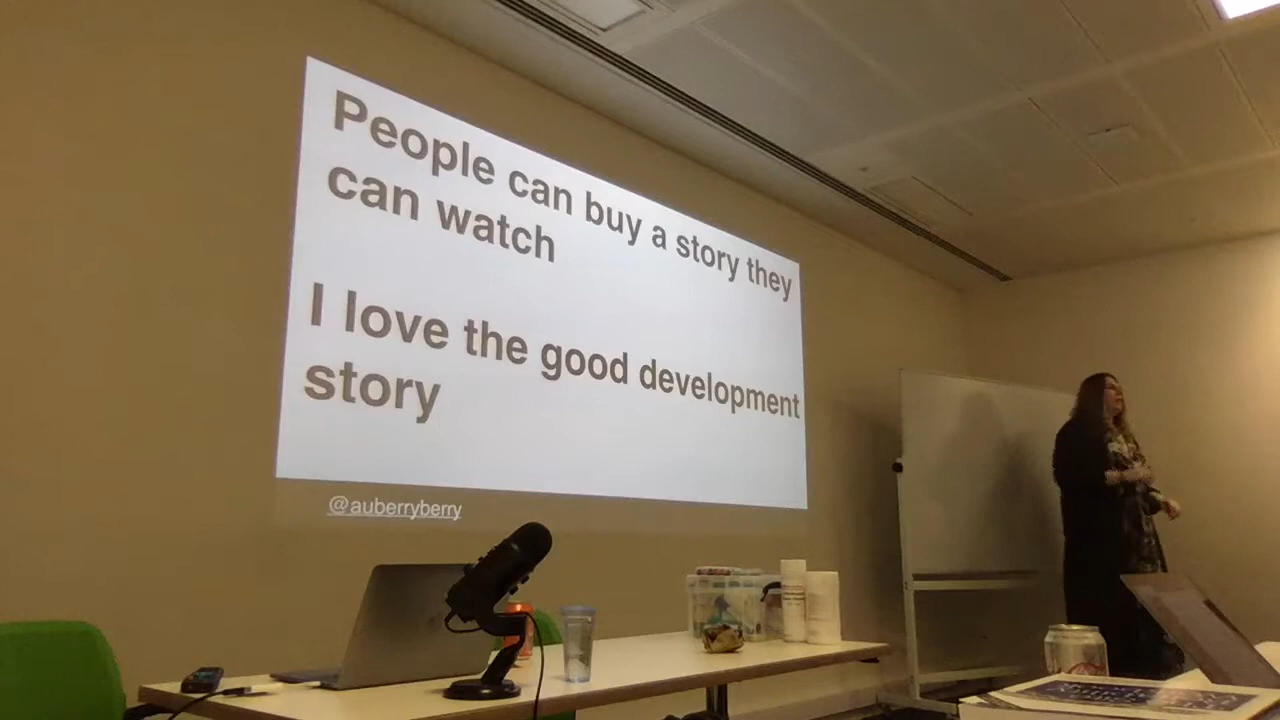 People can buy a story they
can watch
I love the good development
story
@auberryberry